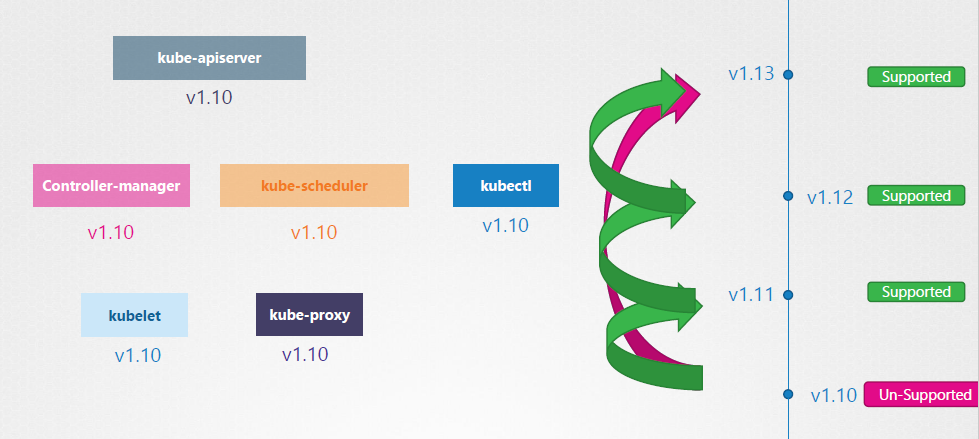 kube-apiserver
v1.10
Controller-manager
v1.10
kube-scheduler
v1.10
kubectl
v1.10
kubelet
v1.10
kube-proxy
v1.10
v1.13
Supported
v1.12
Supported
v1.11
Supported
v1.10
Un-Supported